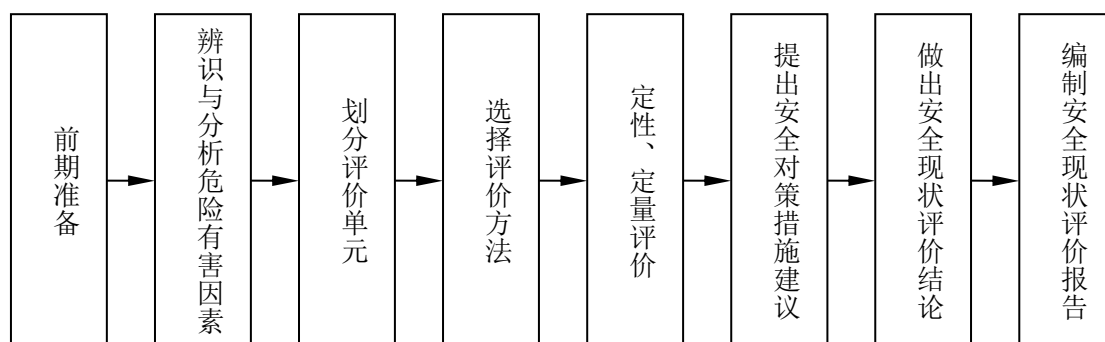 前期准备
辨识与分析危险有害因素
划分评价单元
选择评价方法
定性、定量评价
提出安全对策措施建议
做出安全现状评价结论
编制安全现状评价报告